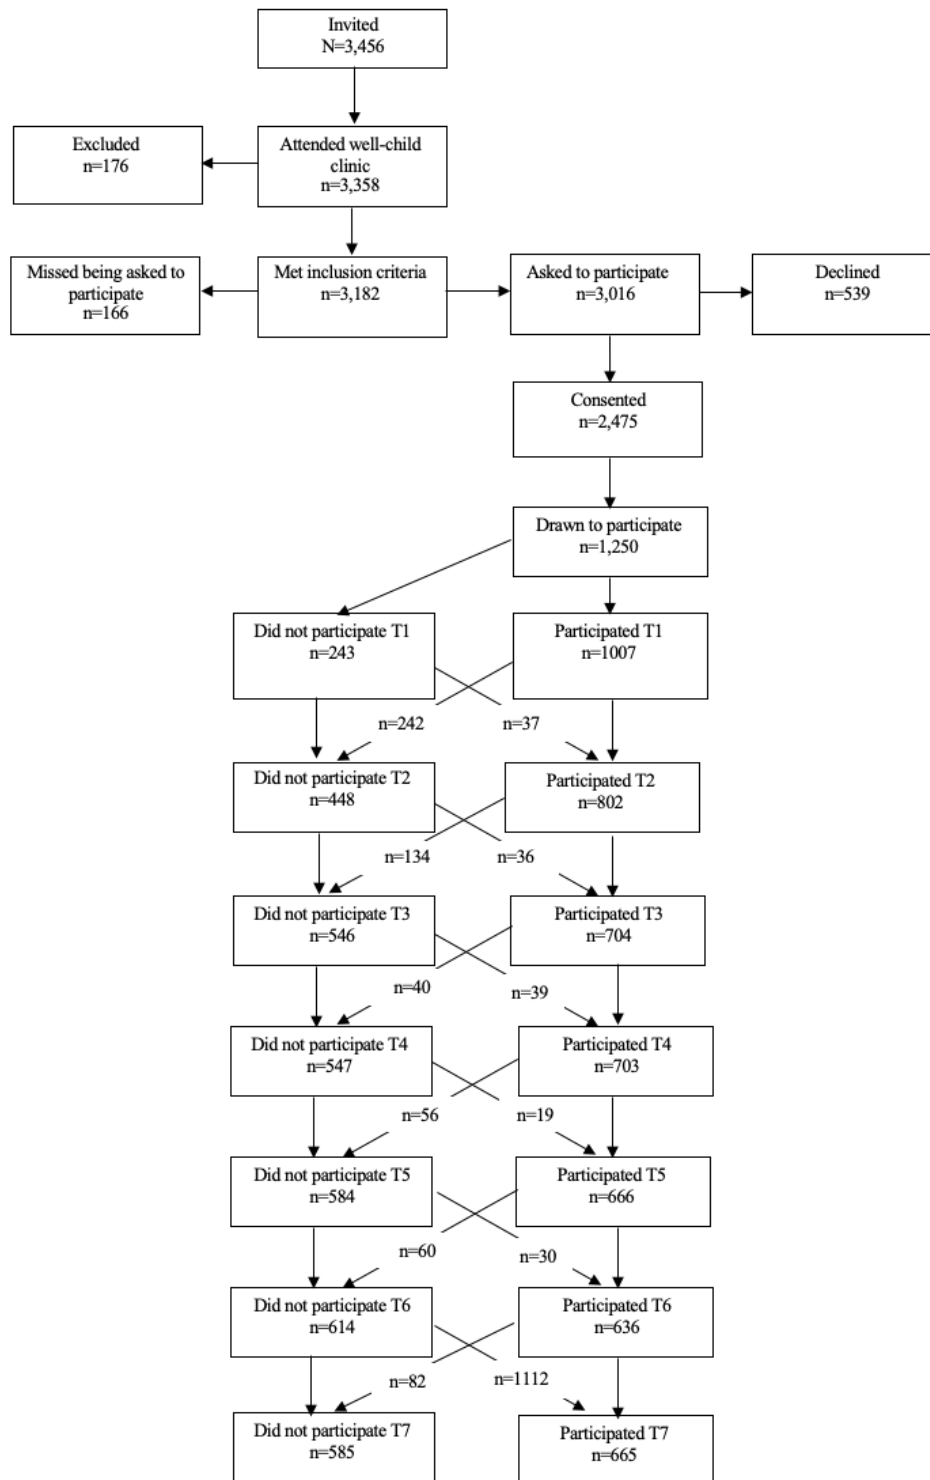 Invited
N=3,456
Excluded
n=176
Attended well-child
clinic
n=3,358
Missed being asked to
participate
n=166
Met inclusion criteria
n=3,182
Asked to participate
n=3,016
Declined
n=539
Consented
n=2,475
Drawn to participate
n=1,250
Did not participate T1
n=243
Participated T1
n=1007
n=242
n=37
Did not participate T2
n=448
Participated T2
n=802
n=134
n=36
Did not participate T3
n=546
Participated T3
n=704
n=40
n=39
Did not participate T4
n=547
Participated T4
n=703
n=56
n=19
Did not participate T5
n=584
Participated T5
n=666
n=60
n=30
Did not participate T6
n=614
Participated T6
n=636
n=82
n=1112
Did not participate T7
n=585
Participated T7
n=665